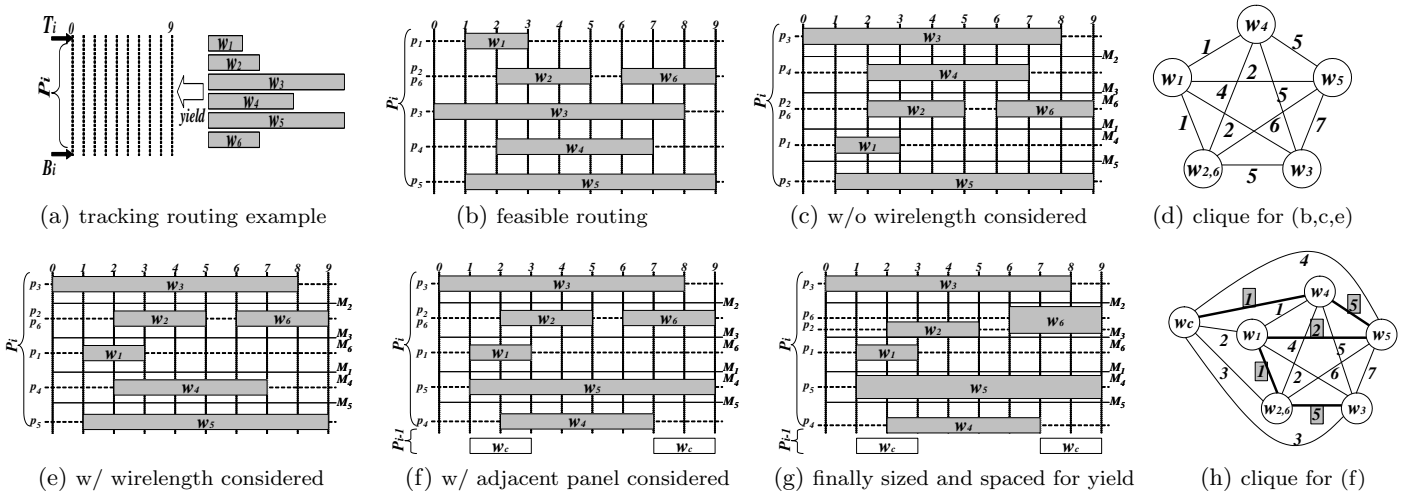 T_i 0 9
W_1
W_2
W_3
P_i W_4
yield
W_5
W_6
B_i
(a) tracking routing example
0 1 2 3 4 5 6 7 8 9
p_1 W_1
p_2 W_2 W_6
p_6
P_i
p_3 W_3
p_4 W_4
p_5 W_5
(b) feasible routing
0 1 2 3 4 5 6 7 8 9
p_3 W_3
M_2
p_4 W_4
M_3
P_i
p_2 W_2 W_6 M_6
p_6
M_1
p_1 W_1 M_4
M_5
p_5 W_5
(c) w/o wirelength considered
W_4
1 5
W_1 2 W_5
4 5
1 2 6 7
W_2,6 5 W_3
(d) clique for (b,c,e)
0 1 2 3 4 5 6 7 8 9
p_3 W_3
M_2
p_2 W_2 W_6
p_6
M_3
P_i
p_1 W_1 M_6
M_1
p_4 W_4 M_4
M_5
p_5 W_5
(e) w/ wirelength considered
0 1 2 3 4 5 6 7 8 9
p_3 W_3
M_2
p_2 W_2 W_6
p_6
M_3
P_i
p_1 W_1 M_6
M_1
p_5 W_5 M_4
M_5
p_4 W_4
P_i-1 W_c W_c
(f) w/ adjacent panel considered
0 1 2 3 4 5 6 7 8 9
p_3 W_3
M_2
p_6 W_6
p_2 W_2
M_3
P_i
p_1 W_1 M_6
M_1
p_5 W_5 M_4
M_5
p_4 W_4
P_i-1 W_c W_c
(g) finally sized and spaced for yield
4
W_4
1 5
1
W_c W_1 2 W_5
2 4 5
3 1 2 6 7
W_2,6 5 W_3
3
(h) clique for (f)